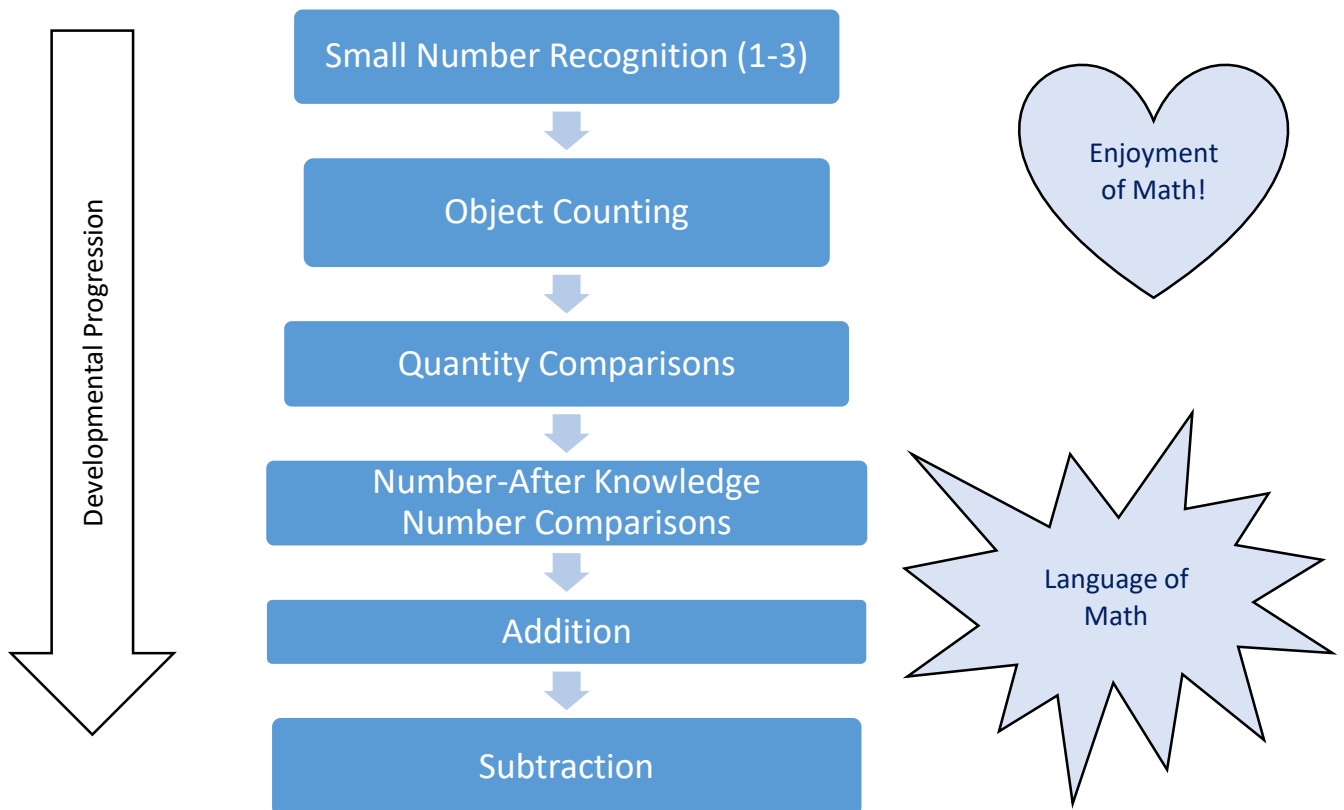 Developmental Progression
Small Number Recognition (1-3)
Object Counting
Quantity Comparisons
Number-After Knowledge
Number Comparisons
Addition
Subtraction
Enjoyment
of Math!
Language of
Math